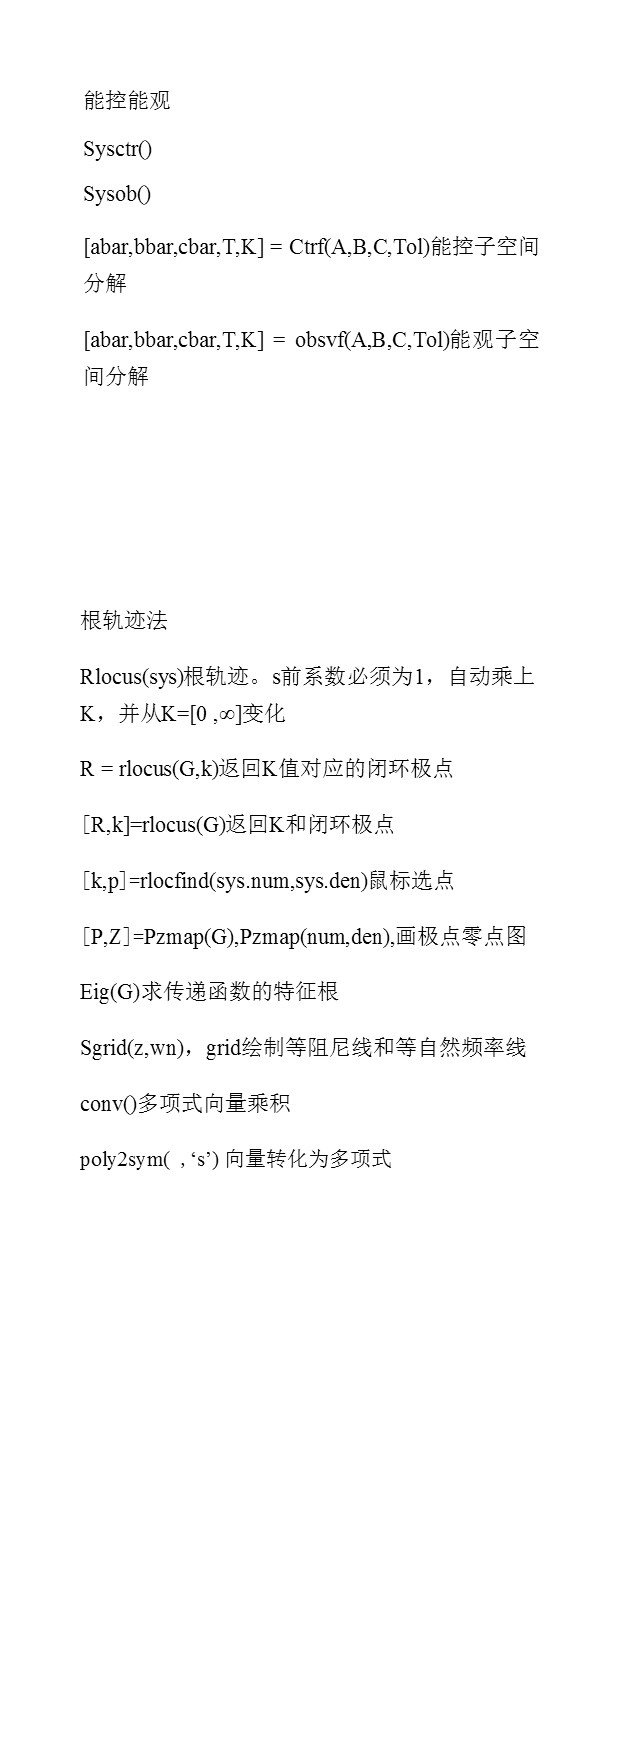 能控能观
Sysctr()
Sysob()
[abar,bbar,cbar,T,K] = Ctrf(A,B,C,Tol)能控子空间
分解
[abar,bbar,cbar,T,K] = obsvf(A,B,C,Tol)能观子空
间分解
根轨迹法
Rlocus(sys)根轨迹。s前系数必须为1，自动乘上
K，并从K=[0 ,∞]变化
R = rlocus(G,k)返回K值对应的闭环极点
[R,k]=rlocus(G)返回K和闭环极点
[k,p]=rlocfind(sys.num,sys.den)鼠标选点
[P,Z]=Pzmap(G),Pzmap(num,den),画极点零点图
Eig(G)求传递函数的特征根
Sgrid(z,wn)，grid绘制等阻尼线和等自然频率线
conv()多项式向量乘积
poly2sym( , ‘s’) 向量转化为多项式